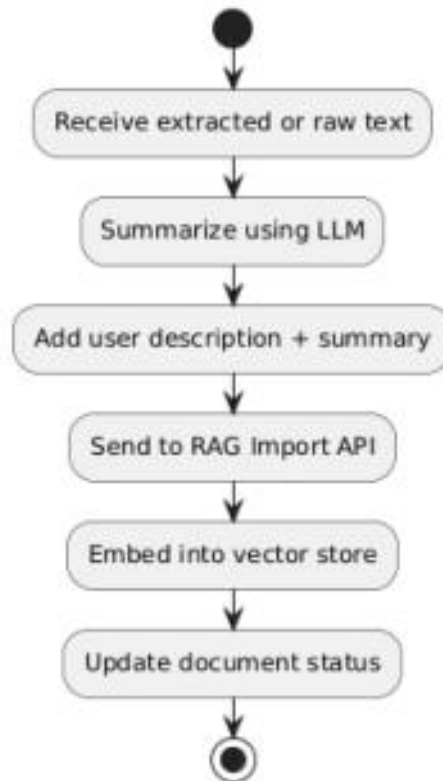 Receive extracted or raw text
Summarize using LLM
Add user description + summary
Send to RAG Import API
Embed into vector store
Update document status